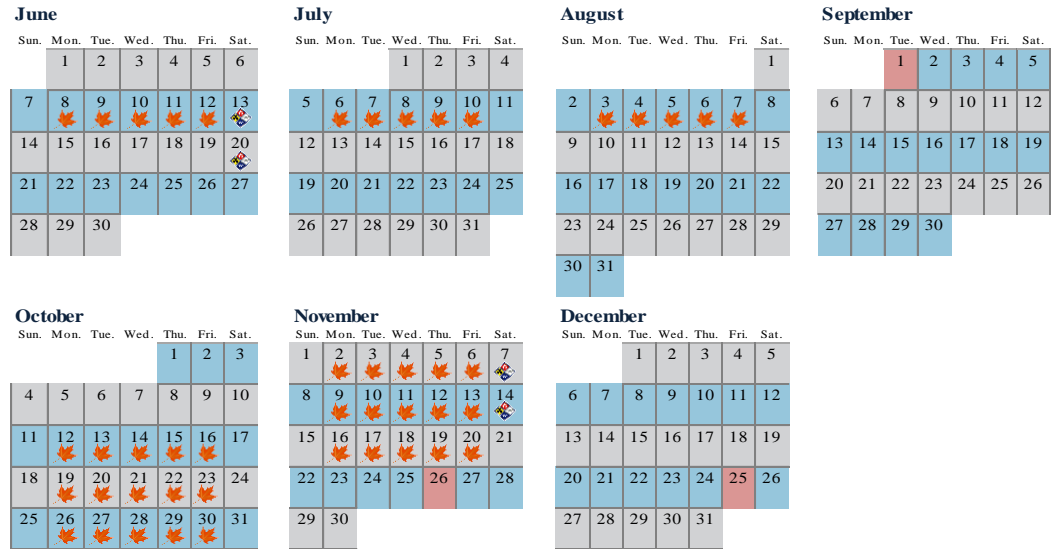 June
Sun. Mon. Tue. Wed. Thu. Fri. Sat.
1 2 3 4 5 6
7 8 9 10 11 12 13
14 15 16 17 18 19 20
21 22 23 24 25 26 27
28 29 30
July
Sun. Mon. Tue. Wed. Thu. Fri. Sat.
1 2 3 4
5 6 7 8 9 10 11
12 13 14 15 16 17 18
19 20 21 22 23 24 25
26 27 28 29 30 31
August
Sun. Mon. Tue. Wed. Thu. Fri. Sat.
1
2 3 4 5 6 7 8
9 10 11 12 13 14 15
16 17 18 19 20 21 22
23 24 25 26 27 28 29
30 31
September
Sun. Mon. Tue. Wed. Thu. Fri. Sat.
1 2 3 4 5
6 7 8 9 10 11 12
13 14 15 16 17 18 19
20 21 22 23 24 25 26
27 28 29 30
October
Sun. Mon. Tue. Wed. Thu. Fri. Sat.
1 2 3
4 5 6 7 8 9 10
11 12 13 14 15 16 17
18 19 20 21 22 23 24
25 26 27 28 29 30 31
November
Sun. Mon. Tue. Wed. Thu. Fri. Sat.
1 2 3 4 5 6 7
8 9 10 11 12 13 14
15 16 17 18 19 20 21
22 23 24 25 26 27 28
29 30
December
Sun. Mon. Tue. Wed. Thu. Fri. Sat.
1 2 3 4 5
6 7 8 9 10 11 12
13 14 15 16 17 18 19
20 21 22 23 24 25 26
27 28 29 30 31